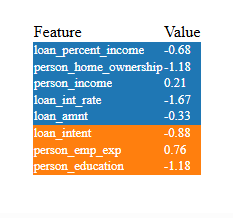 Feature Value
loan_percent_income -0.68
person_home_ownership -1.18
person_income 0.21
loan_int_rate -1.67
loan_amnt -0.33
loan_intent -0.88
person_emp_exp 0.76
person_education -1.18